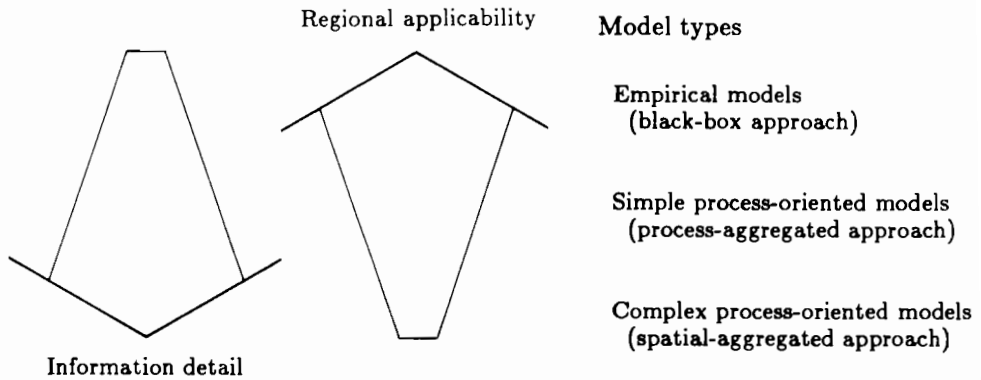 Regional applicability
Model types
Empirical models
(black-box approach)
Simple process-oriented models
(process-aggregated approach)
Complex process-oriented models
(spatial-aggregated approach)
Information detail